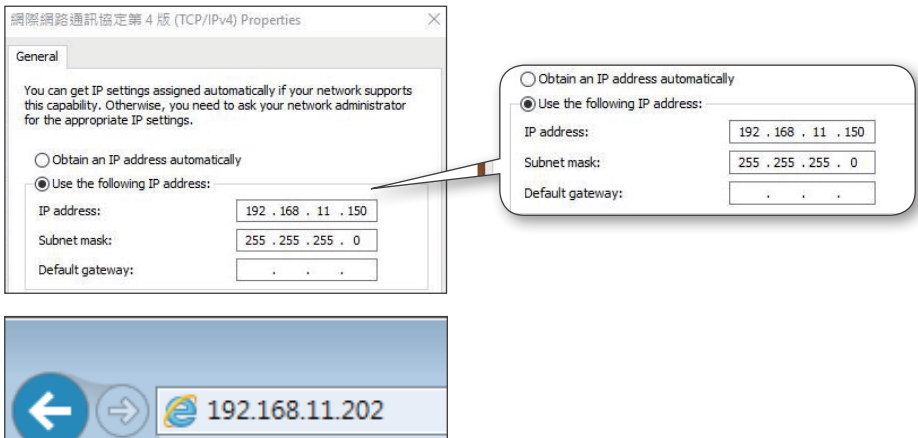 網際網路通訊協定第 4 版 (TCP/IPv4) Properties
General
You can get IP settings assigned automatically if your network supports
this capability. Otherwise, you need to ask your network administrator
for the appropriate IP settings.
Obtain an IP address automatically
Use the following IP address:
IP address: 192 . 168 . 11 . 150
Subnet mask: 255 . 255 . 255 . 0
Default gateway: . . .
Obtain an IP address automatically
Use the following IP address:
IP address: 192 . 168 . 11 . 150
Subnet mask: 255 . 255 . 255 . 0
Default gateway: . . .
192.168.11.202